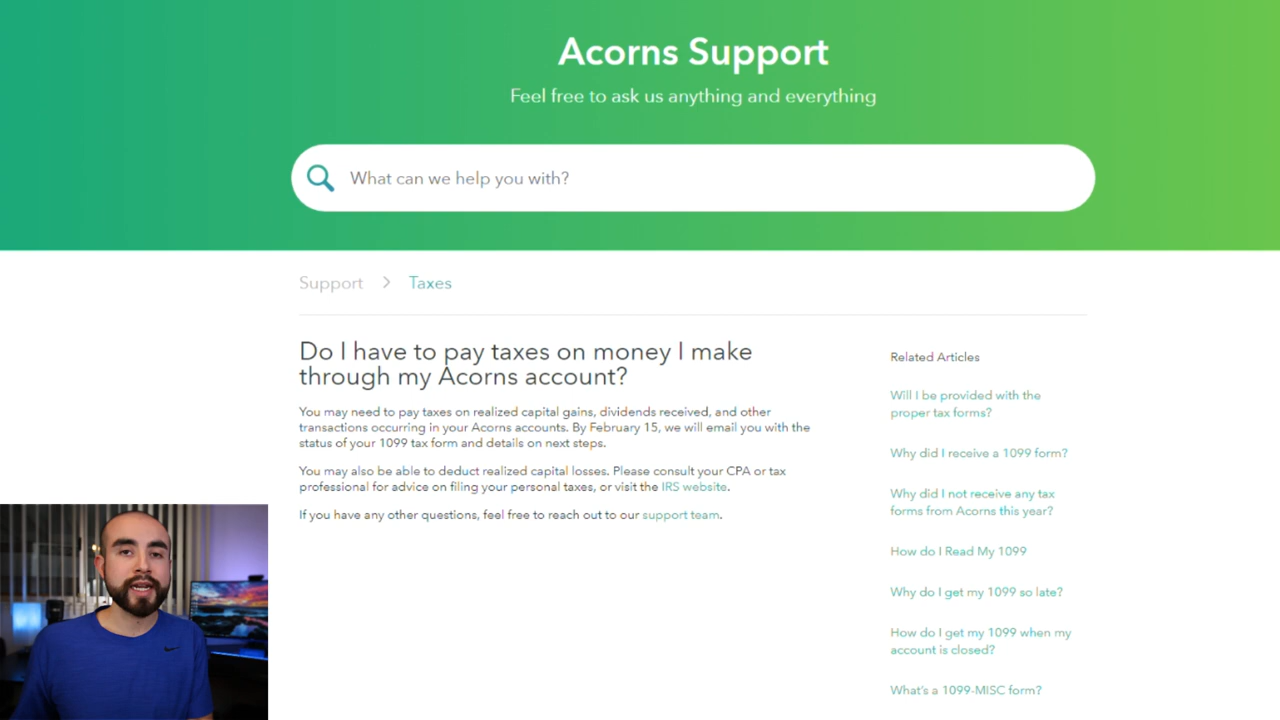 Acorns Support
Feel free to ask us anything and everything
What can we help you with?
Support > Taxes
Do I have to pay taxes on money I make
through my Acorns account?
You may need to pay taxes on realized capital gains, dividends received, and other
transactions occurring in your Acorns accounts. By February 15, we will email you with the
status of your 1099 tax form and details on next steps.
You may also be able to deduct realized capital losses. Please consult your CPA or tax
professional for advice on filing your personal taxes, or visit the IRS website.
If you have any other questions, feel free to reach out to our support team.
Related Articles
Will I be provided with the
proper tax forms?
Why did I receive a 1099 form?
Why did I not receive any tax
forms from Acorns this year?
How do I Read My 1099
Why do I get my 1099 so late?
How do I get my 1099 when my
account is closed?
What's a 1099-MISC form?